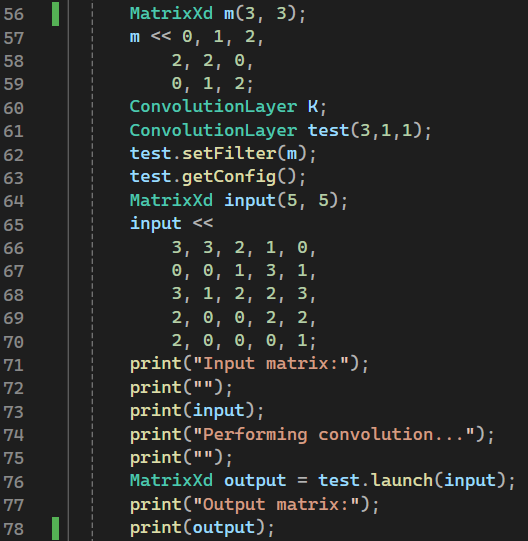 56 MatrixXd m(3, 3);
57 m << 0, 1, 2,
58 2, 2, 0,
59 0, 1, 2;
60 ConvolutionLayer K;
61 ConvolutionLayer test(3,1,1);
62 test.setFilter(m);
63 test.getConfig();
64 MatrixXd input(5, 5);
65 input <<
66 3, 3, 2, 1, 0,
67 0, 0, 1, 3, 1,
68 3, 1, 2, 2, 3,
69 2, 0, 0, 2, 2,
70 2, 0, 0, 0, 1;
71 print("Input matrix:");
72 print("");
73 print(input);
74 print("Performing convolution...");
75 print("");
76 MatrixXd output = test.launch(input);
77 print("Output matrix:");
78 print(output);